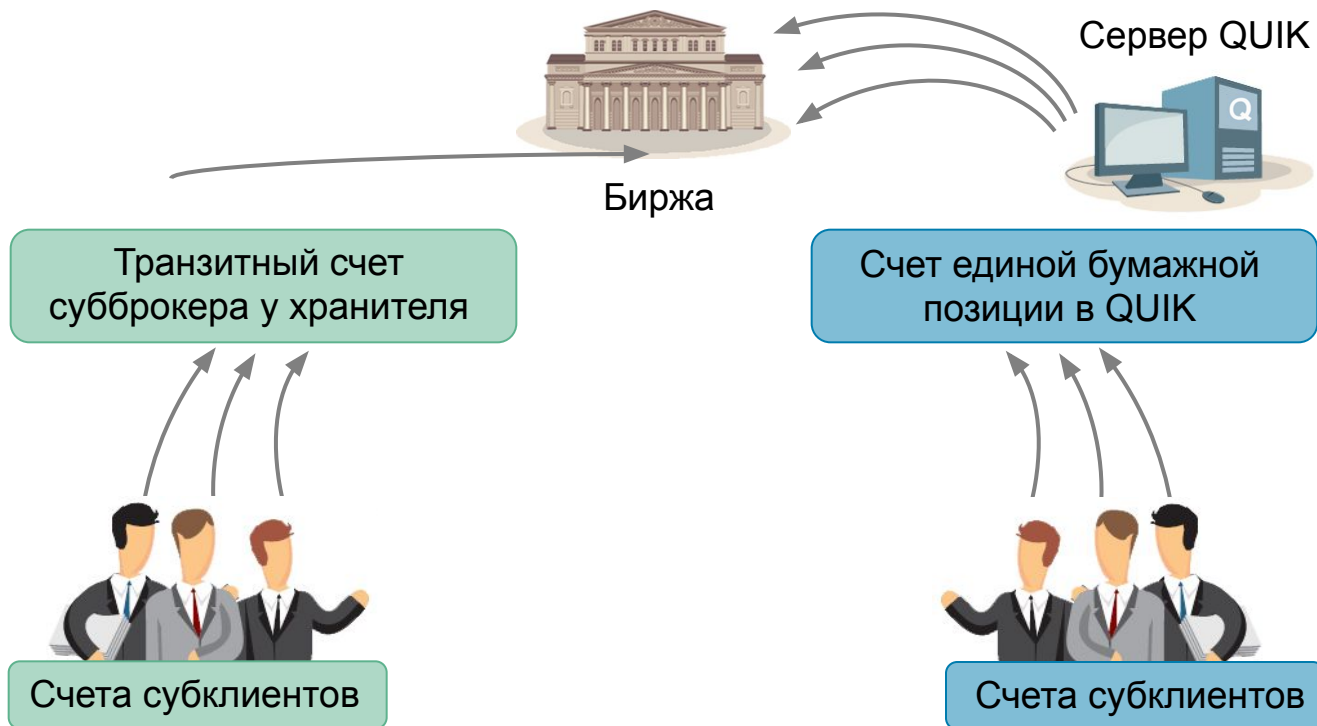 Сервер QUIK
Q
Биржа
Транзитный счет
субброкера у хранителя
Счет единой бумажной
позиции в QUIK
Счета субклиентов
Счета субклиентов